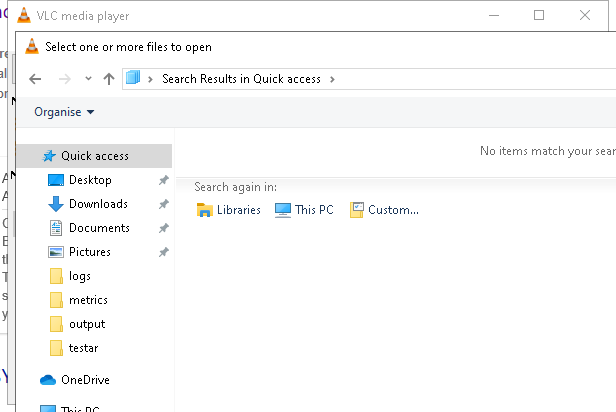 VLC media player
Select one or more files to open
Search Results in Quick access
Organise
No items match your sear
Quick access
Desktop
Search again in:
Downloads
Libraries This PC Custom...
Documents
Pictures
logs
metrics
output
testar
OneDrive
This PC